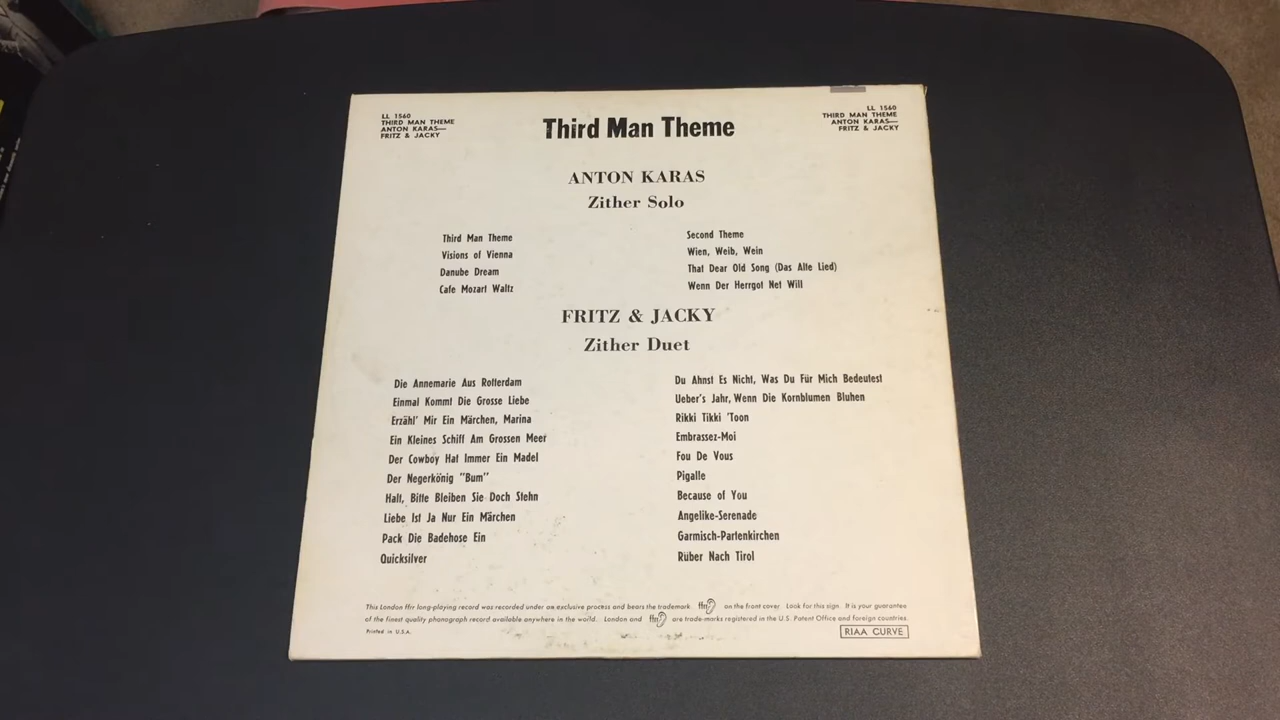 LL 1560
THIRD MAN THEME
ANTON KARAS—
FRITZ & JACKY
Third Man Theme
LL 1560
THIRD MAN THEME
ANTON KARAS—
FRITZ & JACKY
ANTON KARAS
Zither Solo
Third Man Theme
Visions of Vienna
Danube Dream
Cafe Mozart Waltz
Second Theme
Wien, Weib, Wein
That Dear Old Song (Das Alte Lied)
Wenn Der Herrgot Net Will
FRITZ & JACKY
Zither Duet
Die Annemarie Aus Rotterdam
Einmal Kommt Die Grosse Liebe
Erzähl' Mir Ein Märchen, Marina
Ein Kleines Schiff Am Grossen Meer
Der Cowboy Hat Immer Ein Madel
Der Negerkönig "Bum"
Halt, Bitte Bleiben Sie Doch Stehn
Liebe Ist Ja Nur Ein Märchen
Pack Die Badehose Ein
Quicksilver
Du Ahnst Es Nicht, Was Du Für Mich Bedeutest
Ueber's Jahr, Wenn Die Kornblumen Bluhen
Rikki Tikki 'Toon
Embrassez-Moi
Fou De Vous
Pigalle
Because of You
Angelike-Serenade
Garmisch-Partenkirchen
Rüber Nach Tirol
This London ffrr long-playing record was recorded under an exclusive process and bears the trademark ffrr on the front cover Look for this sign It is your guarantee
of the finest quality phonograph record available anywhere in the world. London and ffrr are trade-marks registered in the U.S. Patent Office and foreign countries.
Printed in U.S.A.
RIAA CURVE